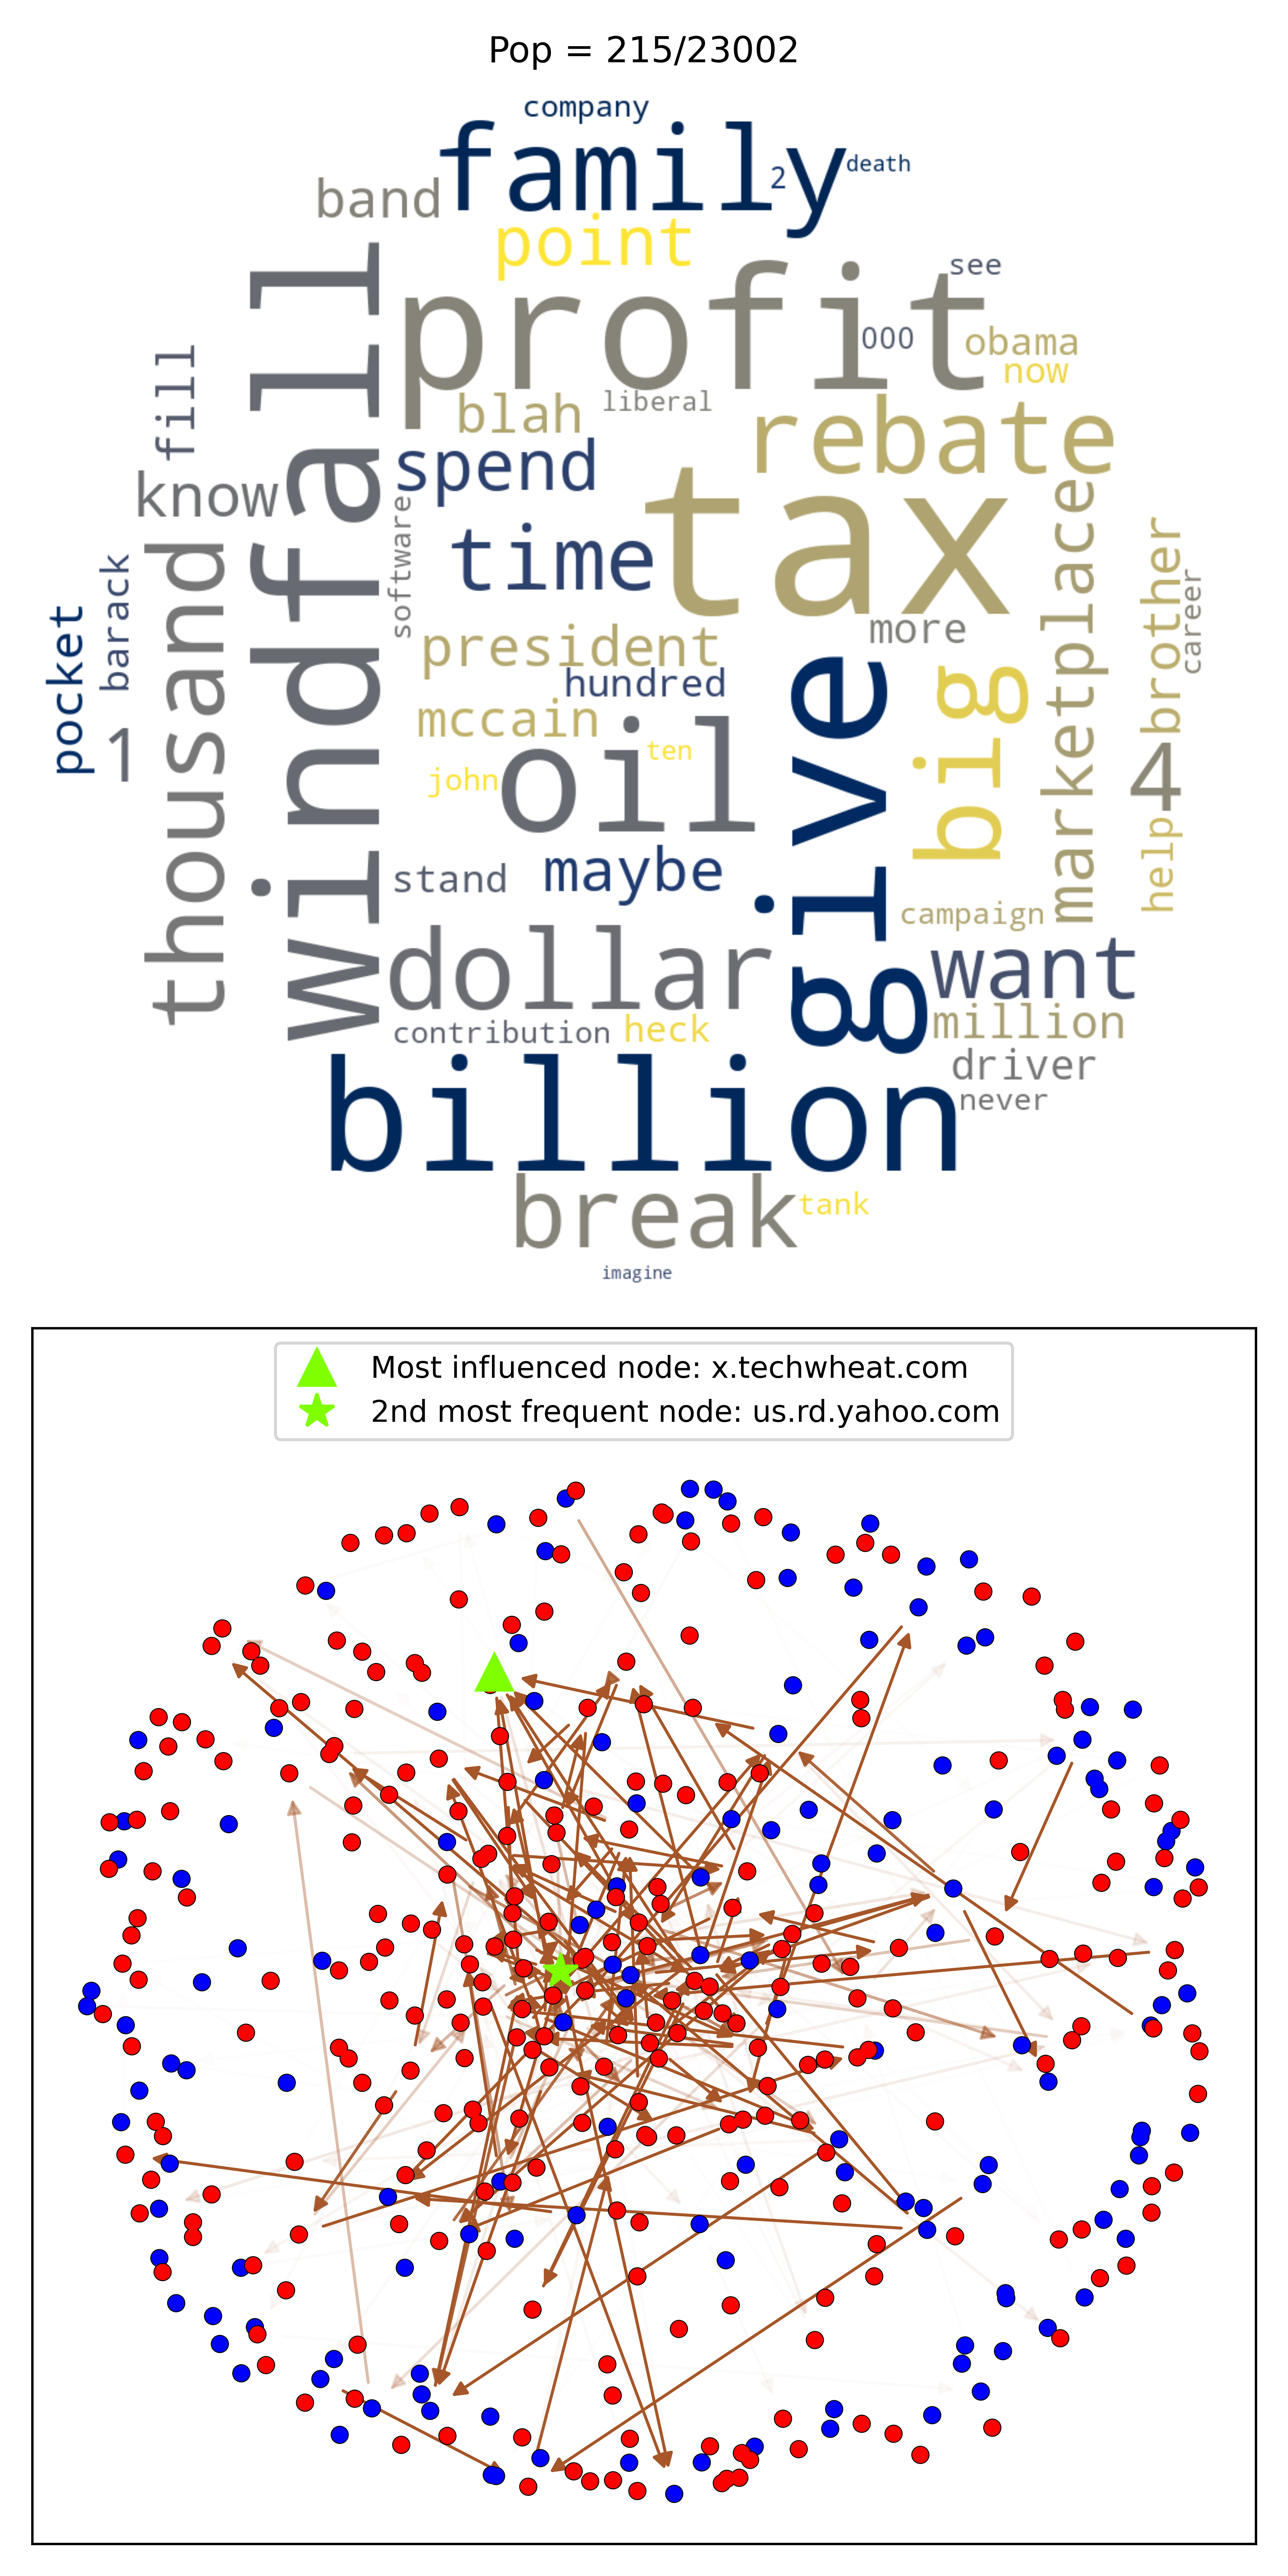 Pop = 215/23002
company
family
2
death
band
point
see
profit
000
obama
now
fill
windfall
blah
liberal
rebate
spend
know
software
time
tax
marketplace
brother
career
thousand
barack
pocket
1
president
more
hundred
give
big
mccain
ten
john
oil
4
help
stand
maybe
campaign
dollar
want
contribution
heck
million
driver
billion
never
break
tank
imagine
Most influenced node: x.techwheat.com
2nd most frequent node: us.rd.yahoo.com